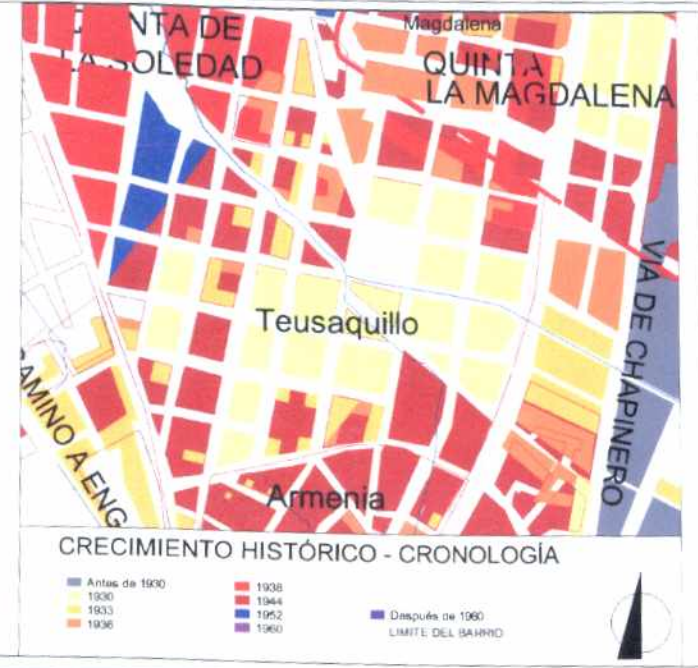 NTA DE
LA SOLEDAD
Magdalena
QUINTA
LA MAGDALENA
VIA DE CHAPINERO
Teusaquillo
CAMINO A ENG
Armenia
CRECIMIENTO HISTÓRICO - CRONOLOGÍA
Antes de 1930
1930
1933
1936
1938
1944
1952
1960
Después de 1960
LIMITE DEL BARRIO